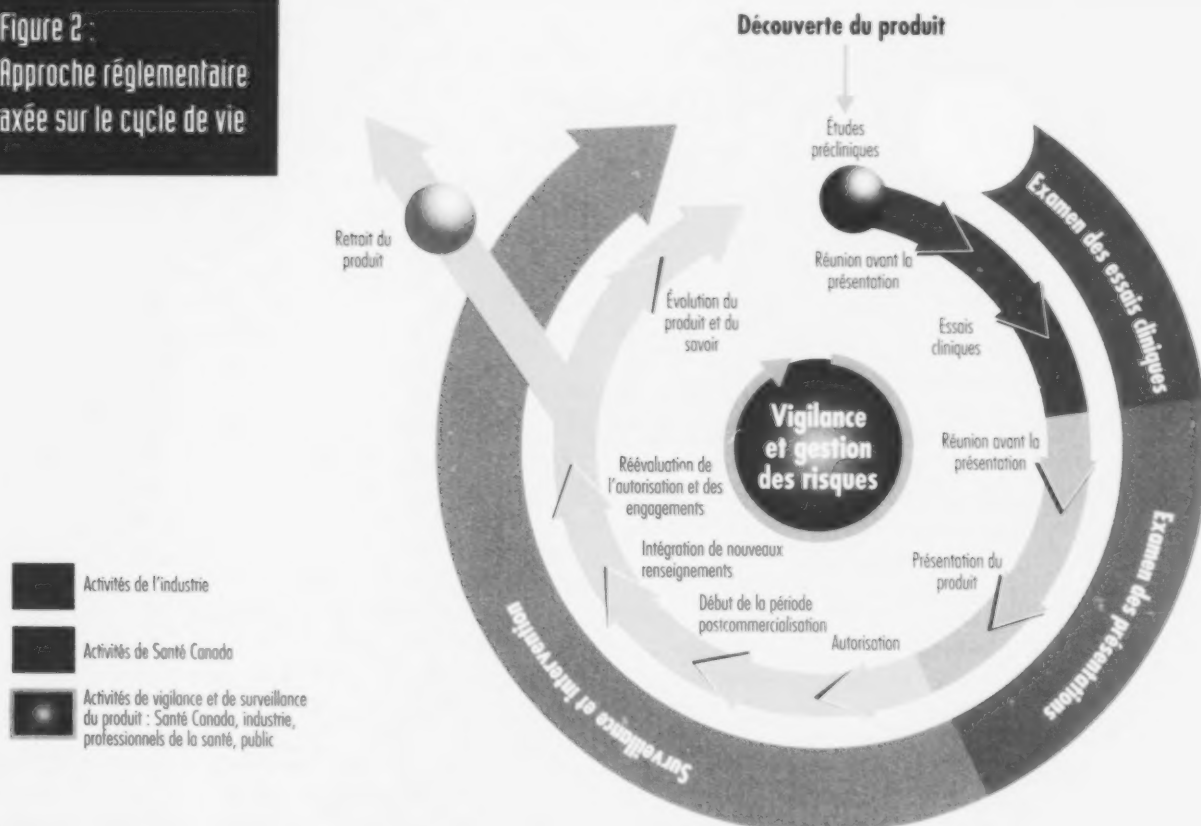 Figure 2 :
Approche réglementaire
axée sur le cycle de vie
Découverte du produit
Études
précliniques
Réunion avant la
présentation
Essais
cliniques
Réunion avant la
présentation
Présentation du
produit
Autorisation
Début de la période
postcommercialisation
Intégration de nouveaux
renseignements
Réévaluation de
l'autorisation et des
engagements
Évolution du
produit et du
savoir
Retrait du
produit
Vigilance
et gestion
des risques
Examen des essais cliniques
Examen des présentations
Surveillance et intervention
Activités de l'industrie
Activités de Santé Canada
Activités de vigilance et de surveillance
du produit : Santé Canada, industrie,
professionnels de la santé, public